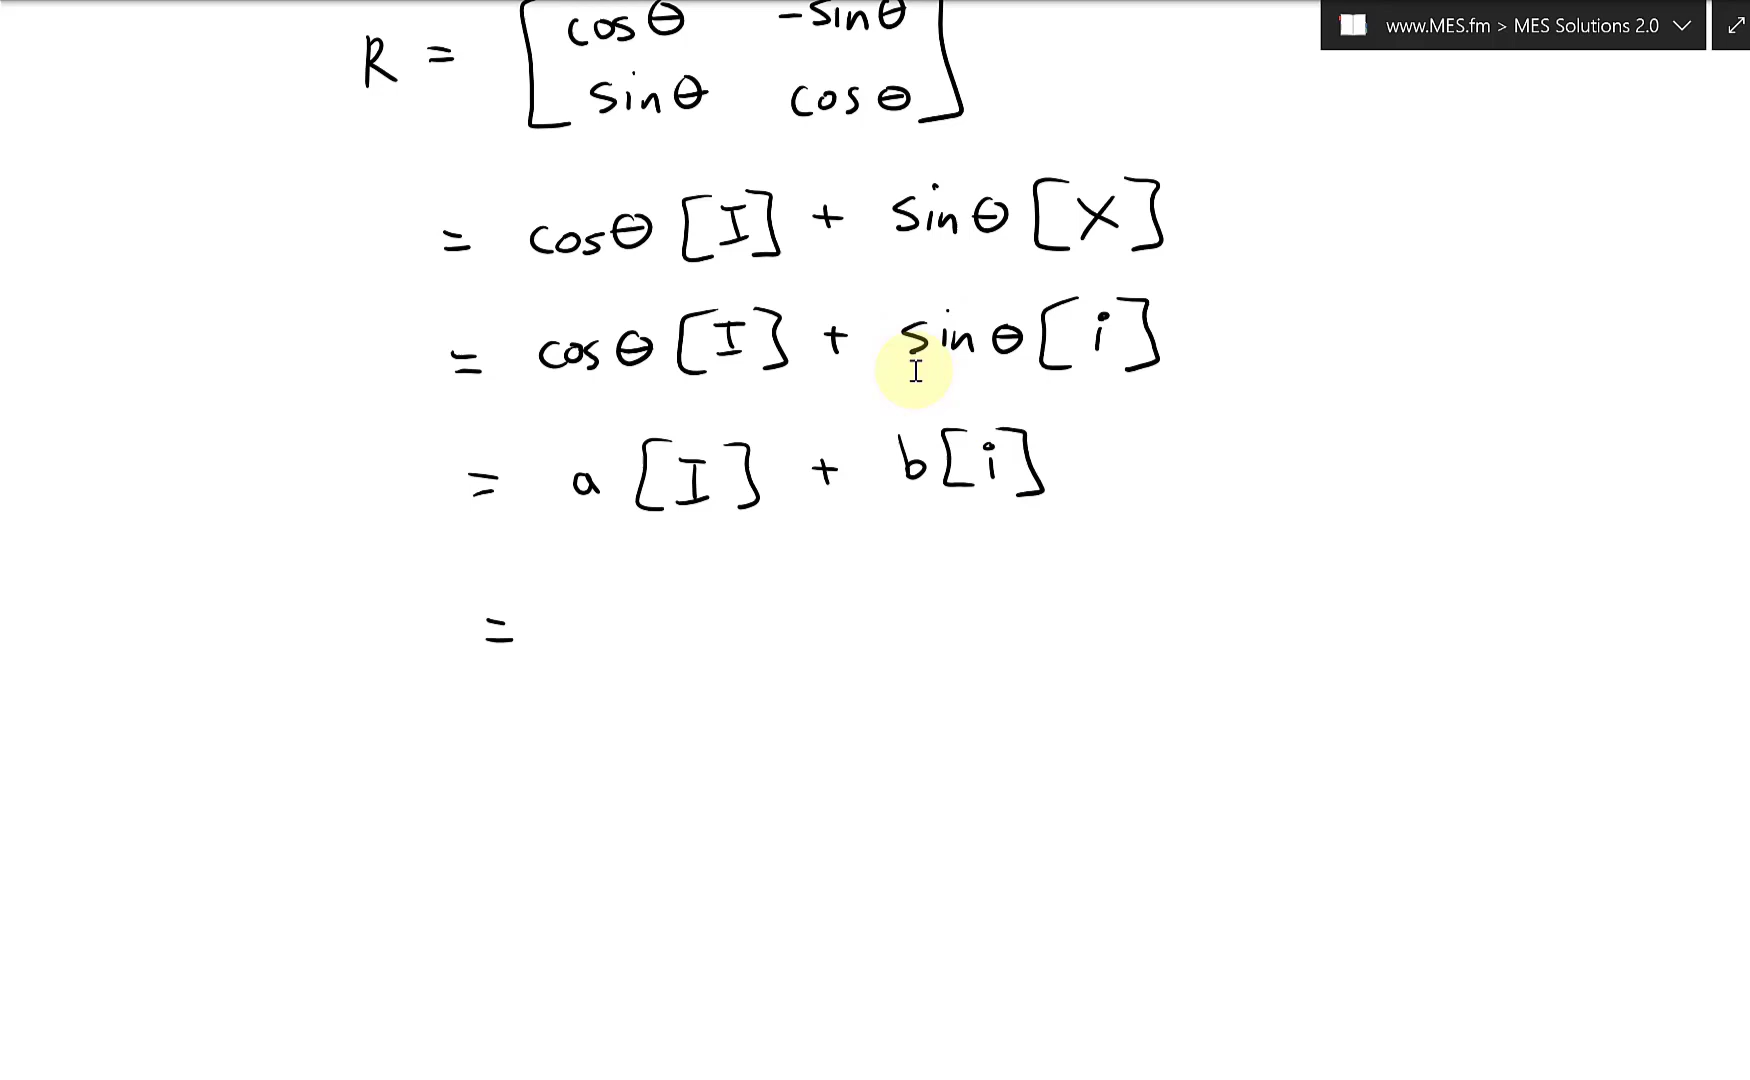 www.MES.fm > MES Solutions 2.0
cosθ -sinθ
R =
sinθ cosθ
= cosθ [I] + sinθ [X]
= cosθ [I] + sinθ [i]
= a [I] + b[i]
=